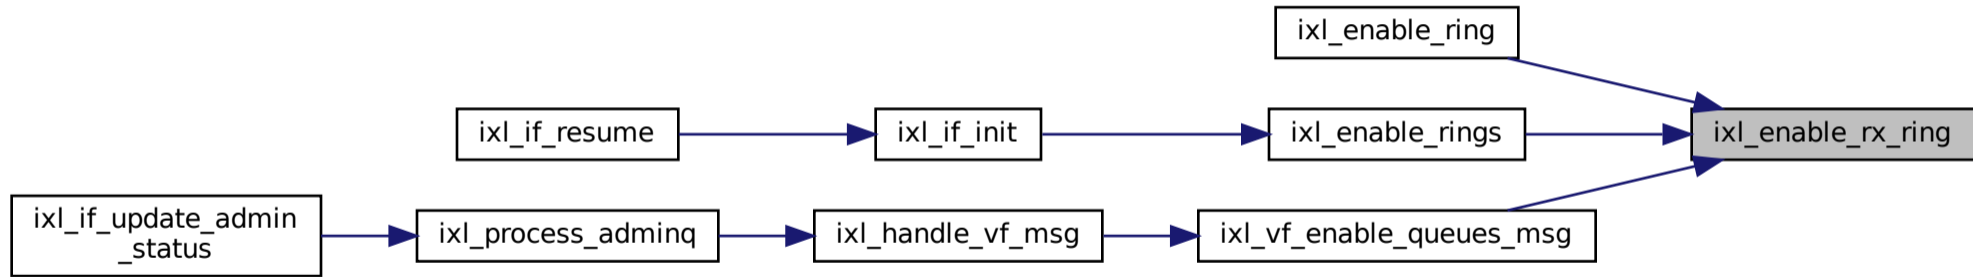 ixl_enable_ring
ixl_if_resume
ixl_if_init
ixl_enable_rings
ixl_enable_rx_ring
ixl_if_update_admin
_status
ixl_process_adminq
ixl_handle_vf_msg
ixl_vf_enable_queues_msg